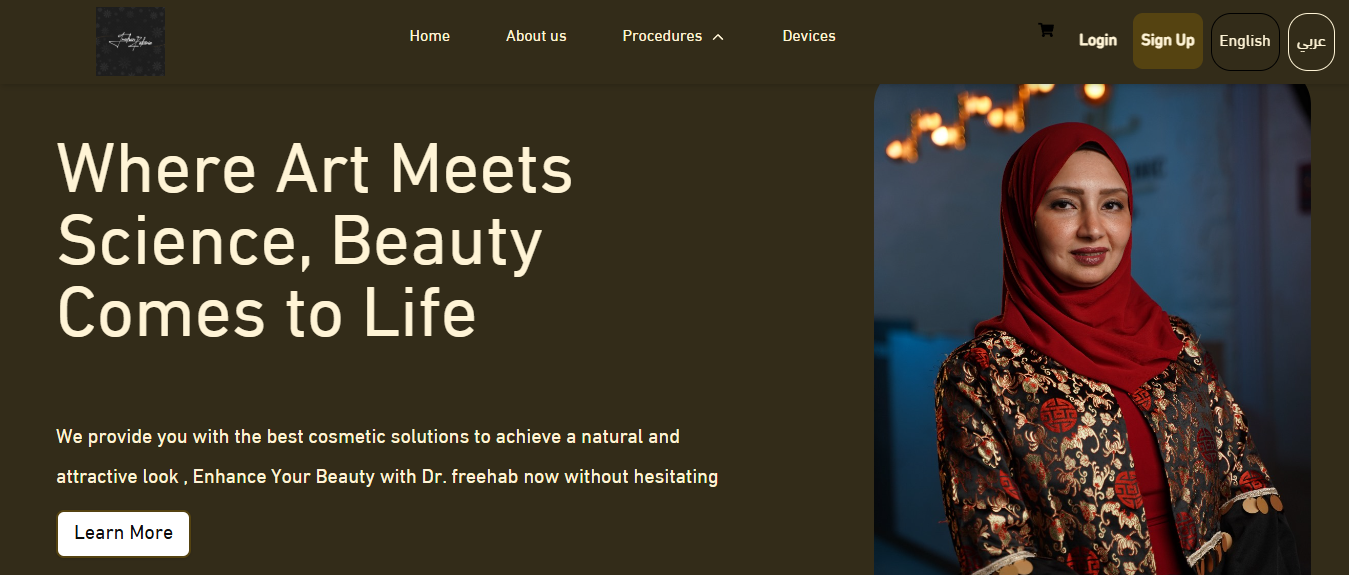 Home
About us
Procedures
Devices
Login
Sign Up
English
عربي
Where Art Meets
Science, Beauty
Comes to Life
We provide you with the best cosmetic solutions to achieve a natural and
attractive look , Enhance Your Beauty with Dr. freehab now without hesitating
Learn More